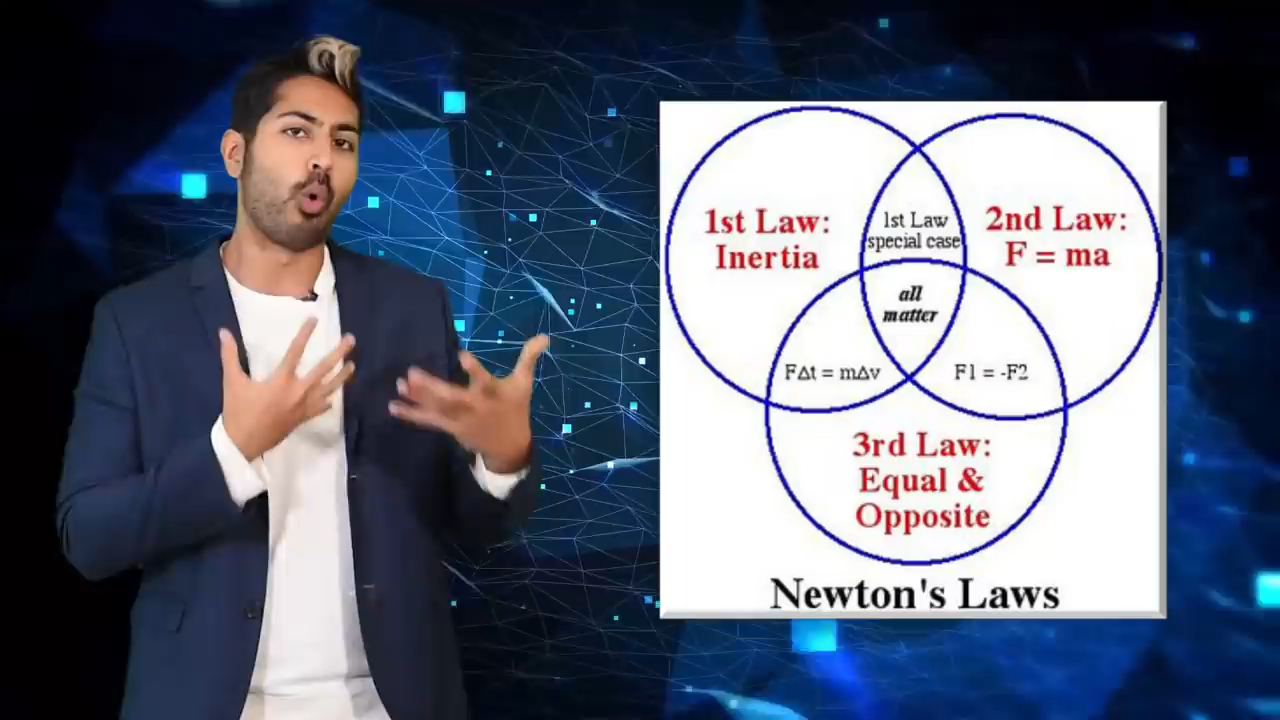 1st Law:
Inertia
1st Law
special case
2nd Law:
F = ma
all
matter
FΔt = mΔv
F1 = -F2
3rd Law:
Equal &
Opposite
Newton's Laws